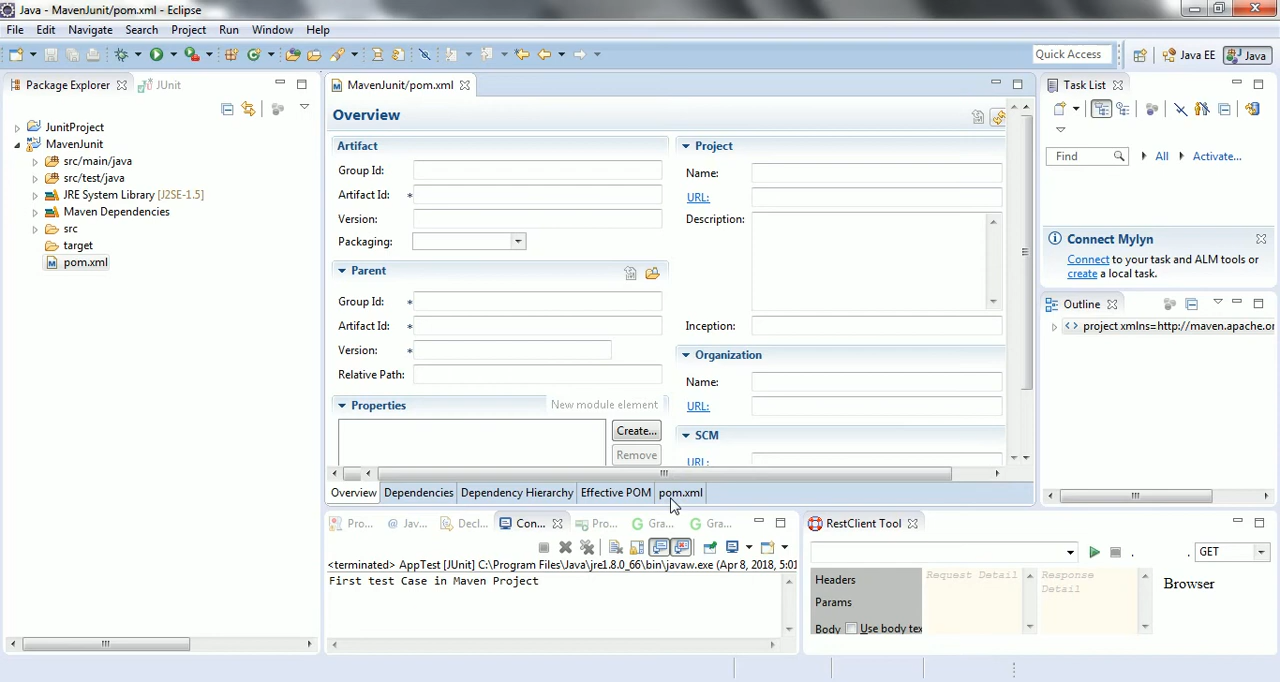 Java - MavenJunit/pom.xml - Eclipse
File Edit Navigate Search Project Run Window Help
Quick Access
Java EE
Java
Package Explorer
JUnit
JunitProject
MavenJunit
src/main/java
src/test/java
JRE System Library [J2SE-1.5]
Maven Dependencies
src
target
pom.xml
MavenJunit/pom.xml
Overview
Artifact
Group Id:
Artifact Id: *
Version:
Packaging:
Parent
Group Id: *
Artifact Id: *
Version: *
Relative Path:
Properties
New module element
Create...
Remove
Project
Name:
URL:
Description:
Inception:
Organization
Name:
URL:
SCM
URL:
Overview Dependencies Dependency Hierarchy Effective POM pom.xml
Pro... @ Jav... Decl... Con... Pro... Gra... Gra...
<terminated> AppTest [JUnit] C:\Program Files\Java\jre1.8.0_66\bin\javaw.exe (Apr 8, 2018, 5:01
First Test Case in Maven Project
Task List
Find
All
Activate...
Connect Mylyn
Connect to your task and ALM tools or
create a local task.
Outline
project xmlns=http://maven.apache.or
RestClient Tool
GET
Headers
Params
Body Use body tex
Request Detail
Response
Detail
Browser